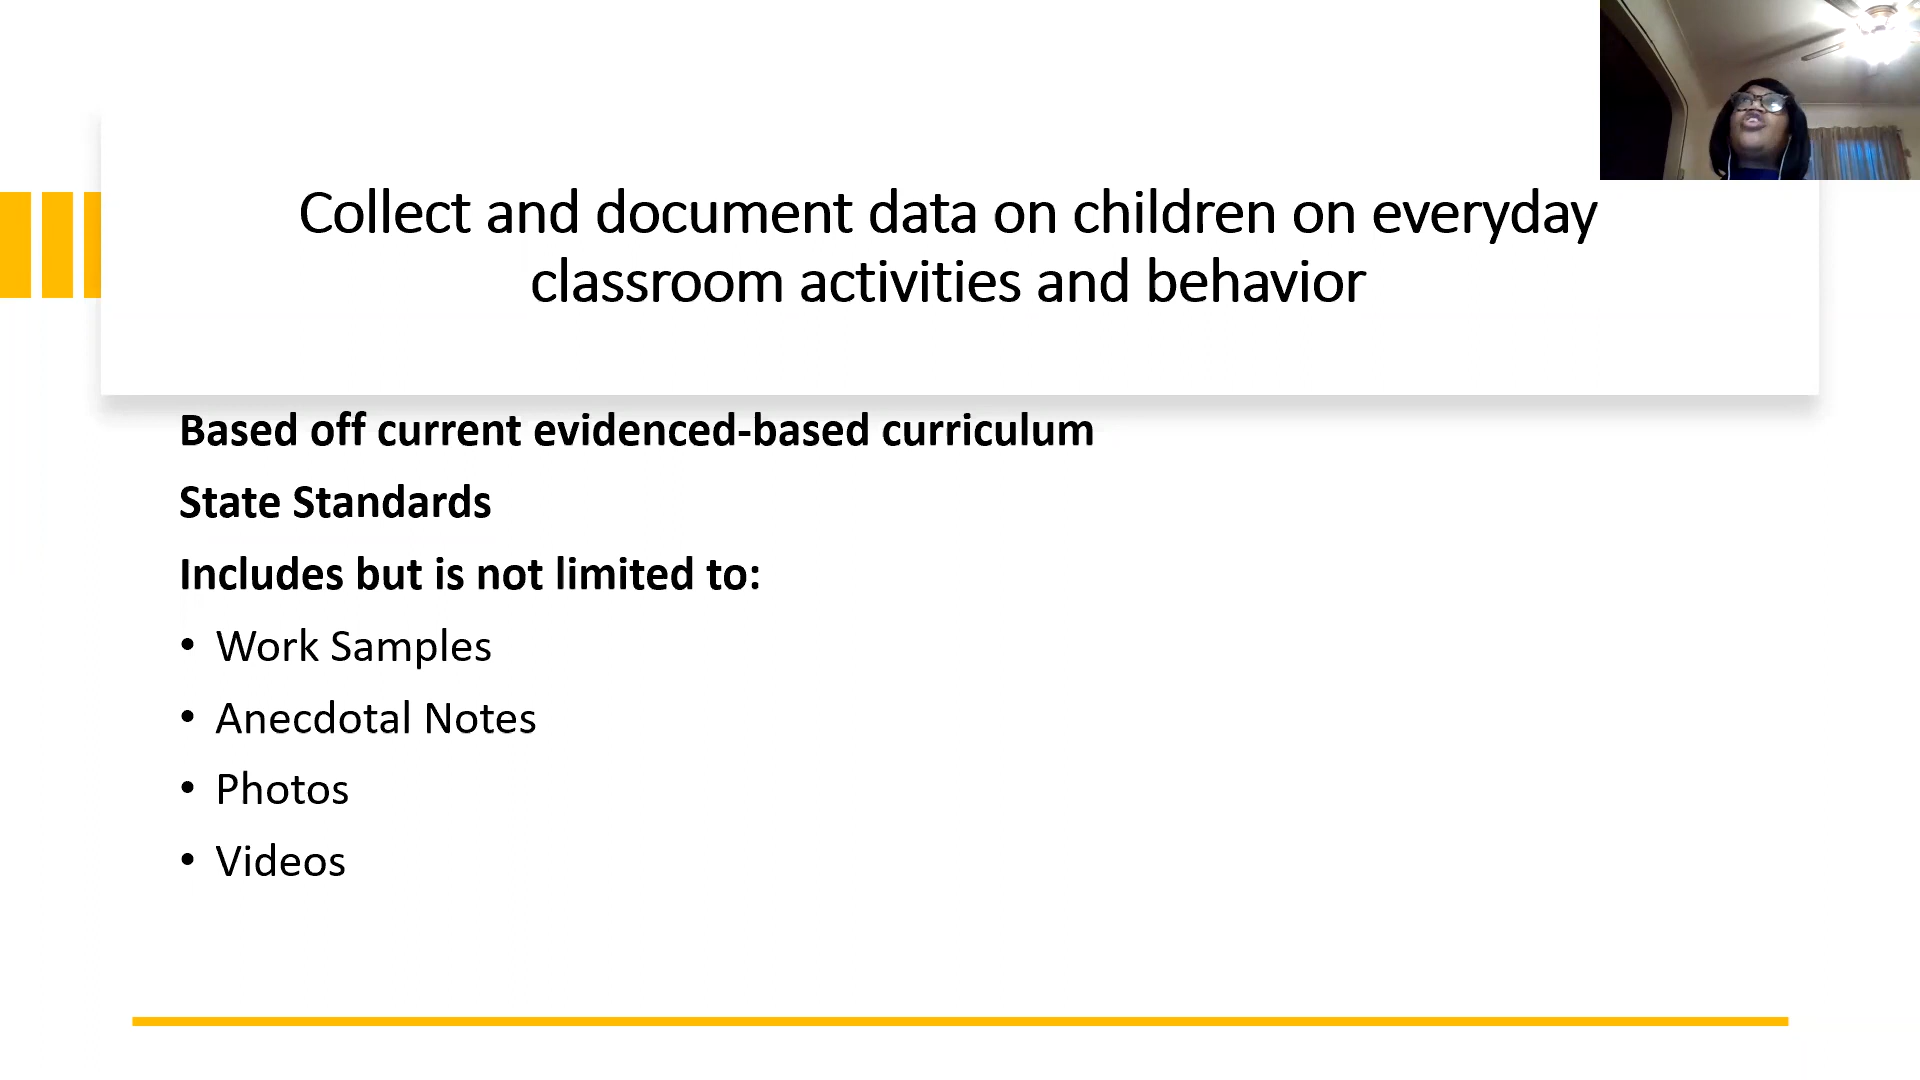 Collect and document data on children on everyday
classroom activities and behavior
Based off current evidenced-based curriculum
State Standards
Includes but is not limited to:
• Work Samples
• Anecdotal Notes
• Photos
• Videos